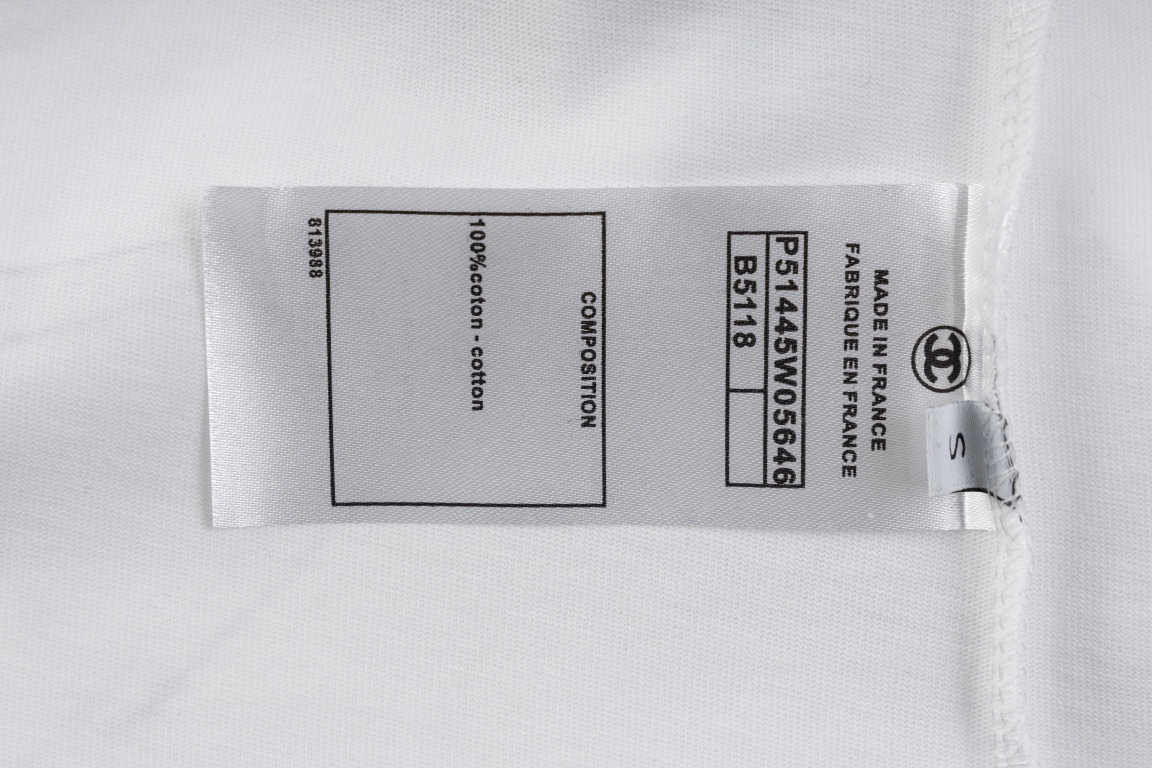 S
MADE IN FRANCE
FABRIQUE EN FRANCE
P51445W05646
B5118
COMPOSITION
100%coton - cotton
813988